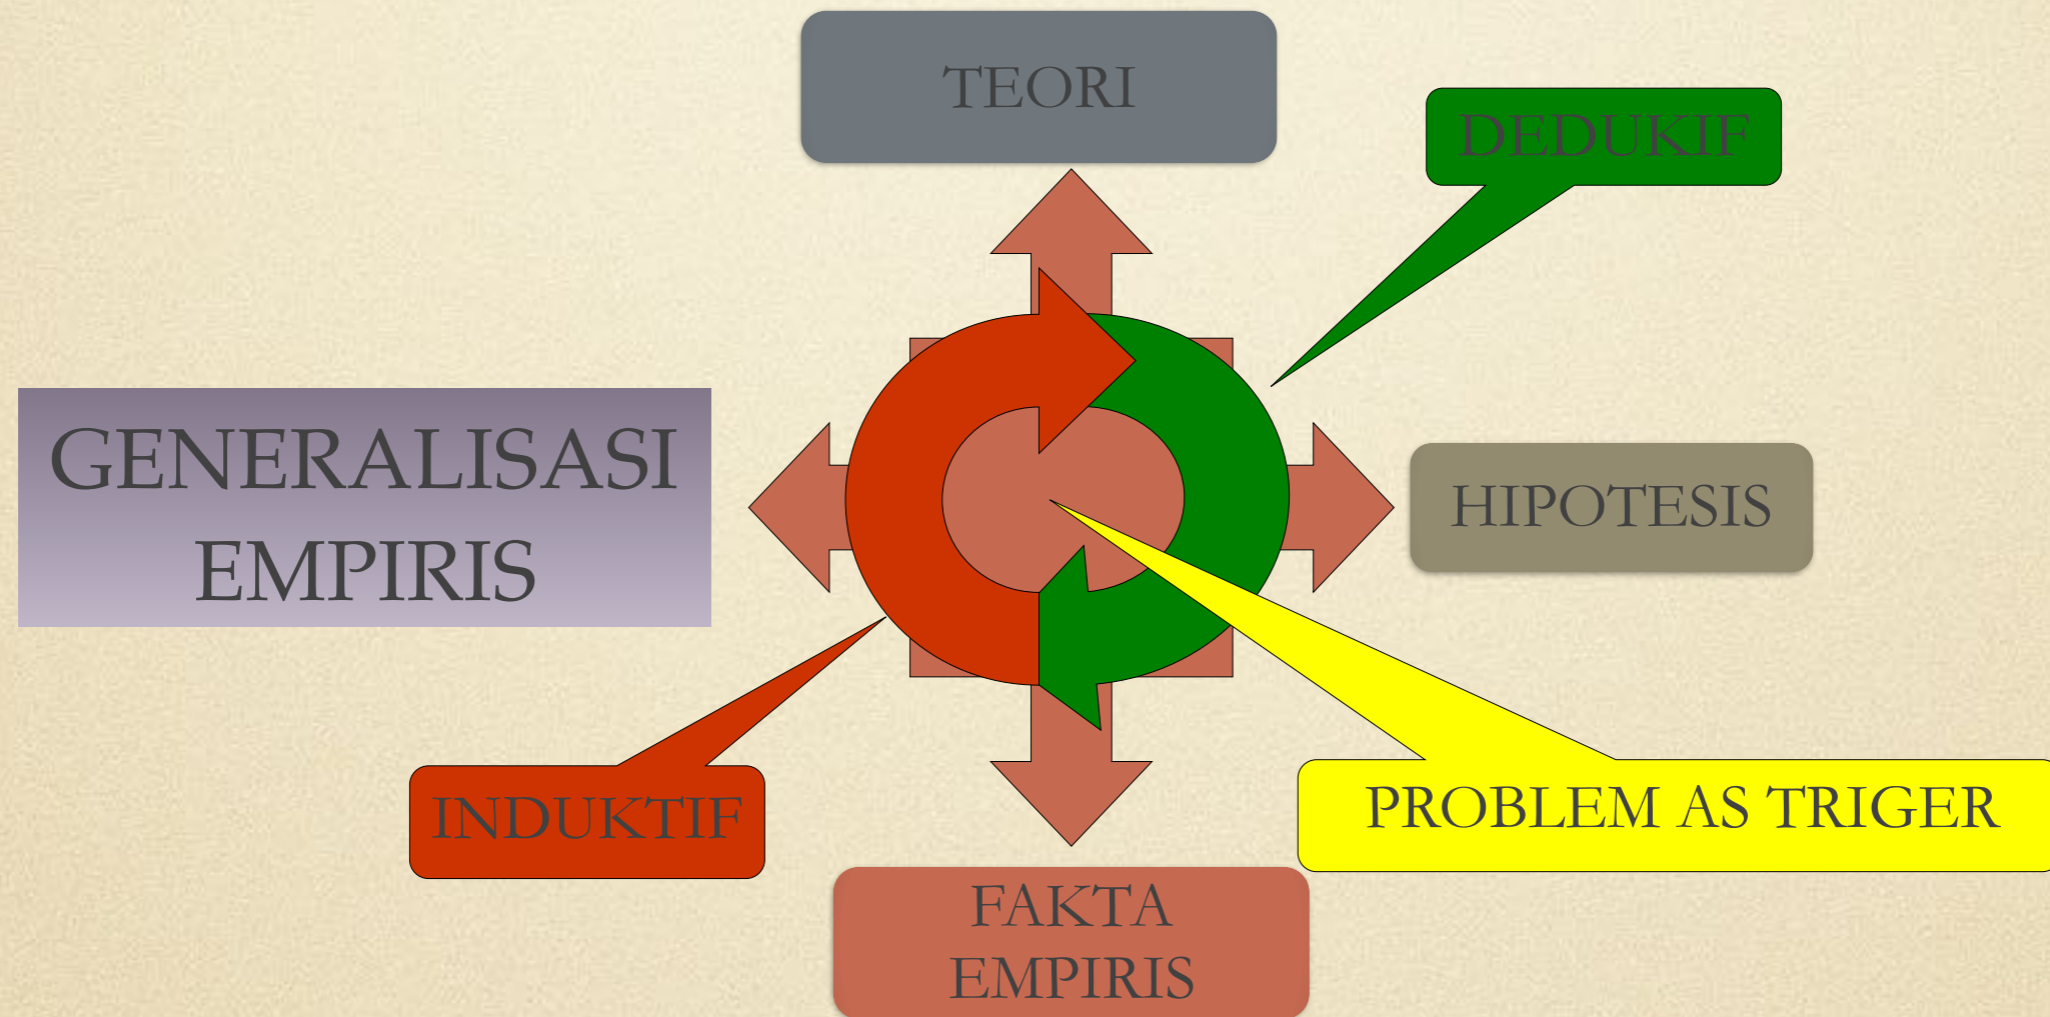 TEORI
DEDUKIF
GENERALISASI
EMPIRIS
HIPOTESIS
INDUKTIF
PROBLEM AS TRIGER
FAKTA
EMPIRIS